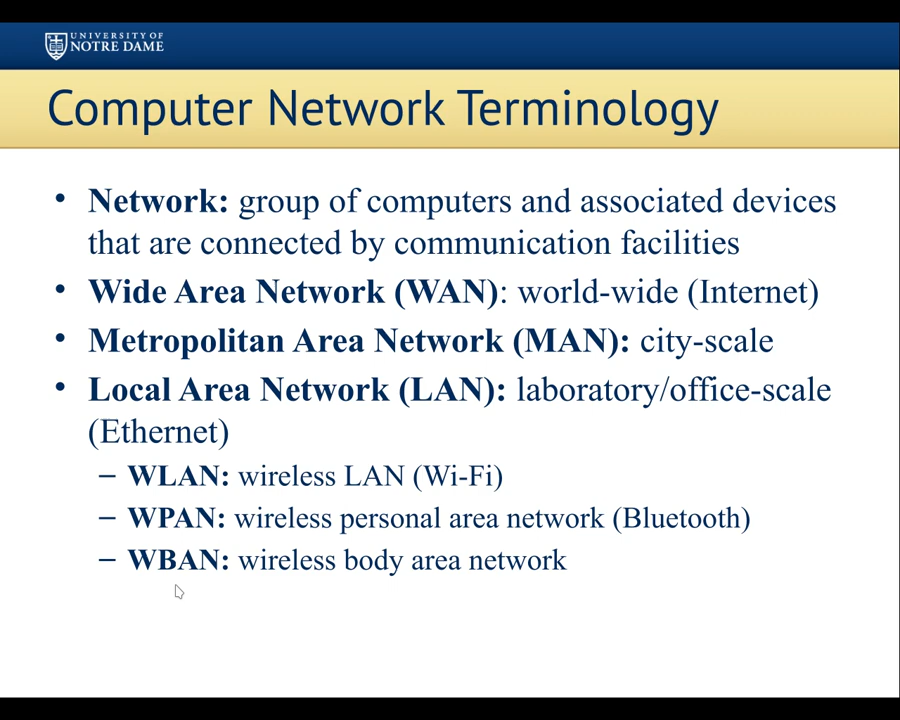 UNIVERSITY OF
NOTRE DAME
Computer Network Terminology
• Network: group of computers and associated devices
that are connected by communication facilities
• Wide Area Network (WAN): world-wide (Internet)
• Metropolitan Area Network (MAN): city-scale
• Local Area Network (LAN): laboratory/office-scale
(Ethernet)
– WLAN: wireless LAN (Wi-Fi)
– WPAN: wireless personal area network (Bluetooth)
– WBAN: wireless body area network